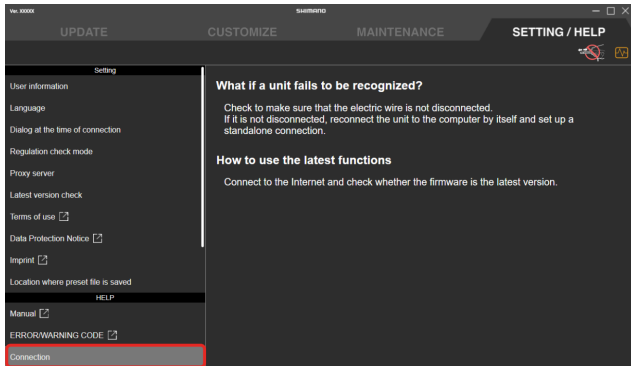 Ver. XXXXX
SHIMANO
UPDATE
CUSTOMIZE
MAINTENANCE
SETTING / HELP
Setting
User information
Language
Dialog at the time of connection
Regulation check mode
Proxy server
Latest version check
Terms of use
Data Protection Notice
Imprint
Location where preset file is saved
HELP
Manual
ERROR/WARNING CODE
Connection
What if a unit fails to be recognized?
Check to make sure that the electric wire is not disconnected.
If it is not disconnected, reconnect the unit to the computer by itself and set up a
standalone connection.
How to use the latest functions
Connect to the Internet and check whether the firmware is the latest version.